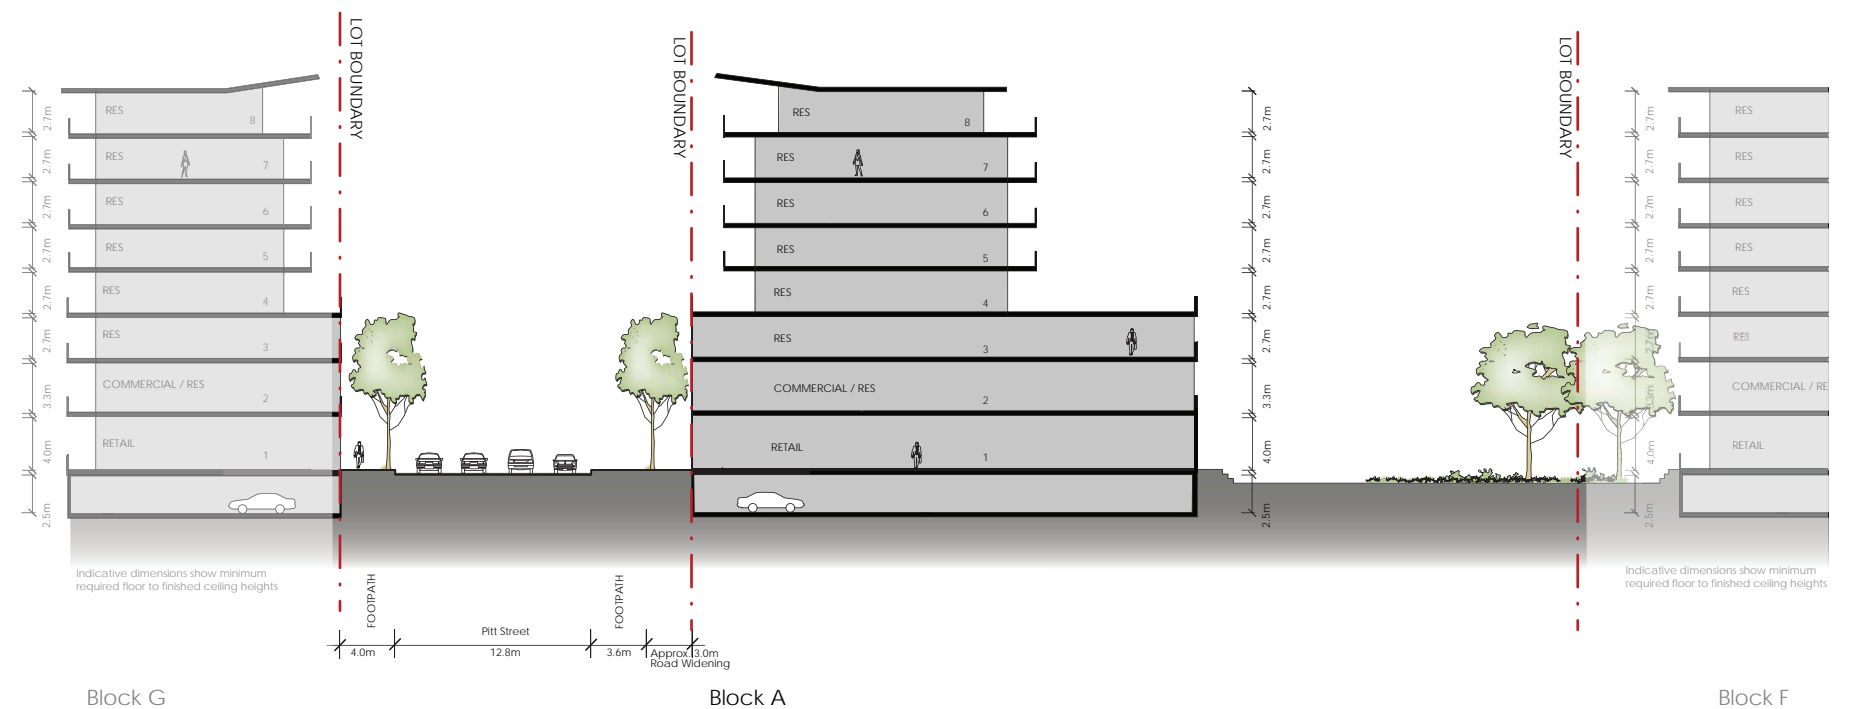 LOT BOUNDARY
LOT BOUNDARY
LOT BOUNDARY
2.7m
2.7m
2.7m
2.7m
2.7m
2.7m
3.3m
4.0m
2.5m
RES
8
RES
7
RES
6
RES
5
RES
4
RES
3
COMMERCIAL / RES
2
RETAIL
1
Indicative dimensions show minimum
required floor to finished ceiling heights
RES
8
RES
7
RES
6
RES
5
RES
4
RES
3
COMMERCIAL / RES
2
RETAIL
1
2.7m
2.7m
2.7m
2.7m
2.7m
2.7m
3.3m
4.0m
2.5m
2.7m
2.7m
2.7m
2.7m
2.7m
4.0m
2.5m
RES
RES
RES
RES
RES
RES
COMMERCIAL / RE
RETAIL
Indicative dimensions show minimum
required floor to finished ceiling heights
FOOTPATH
FOOTPATH
Pitt Street
4.0m
12.8m
3.6m
Approx. 3.0m
Road Widening
Block G
Block A
Block F